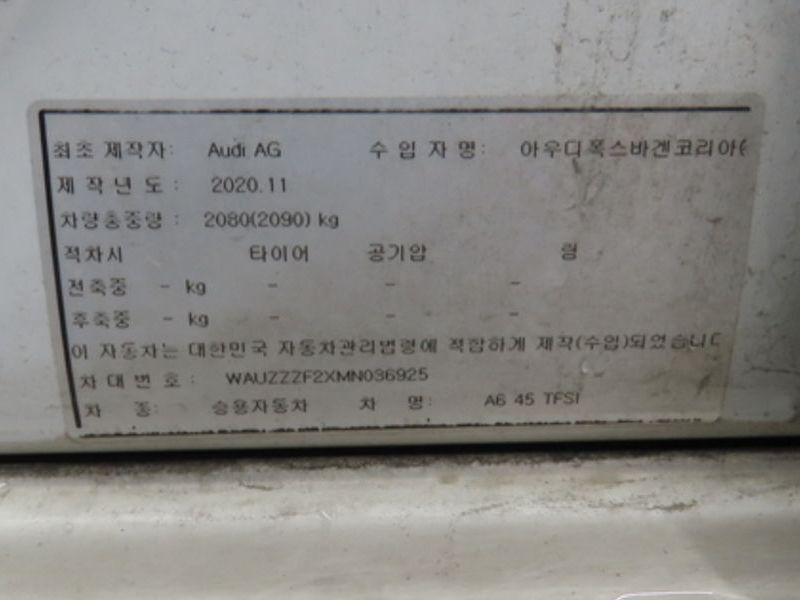 최초 제작자: Audi AG 수 입 자 명: 아우디폭스바겐코리아(
제 작 년 도 : 2020.11
차량총중량 : 2080(2090) kg
적차시 타이어 공기압 림
전축중 - kg - - -
후축중 - kg - - -
이 자동차는 대한민국 자동차관리법령에 적합하게 제작(수입)되었습니다
차 대 번 호 : WAUZZZF2XMN036925
차 종: 승용자동차 차 명: A6 45 TFSI